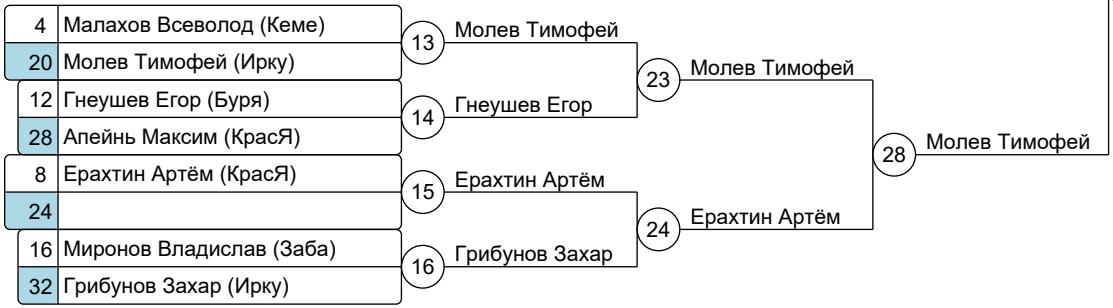 4 Малахов Всеволод (Кеме)
20 Молев Тимофей (Ирку)
13
Молев Тимофей
12 Гнеушев Егор (Буря)
28 Апейнь Максим (КрасЯ)
14
Гнеушев Егор
23
Молев Тимофей
8 Ерахтин Артём (КрасЯ)
24
15
Ерахтин Артём
16 Миронов Владислав (Заба)
32 Грибунов Захар (Ирку)
16
Грибунов Захар
24
Ерахтин Артём
28
Молев Тимофей